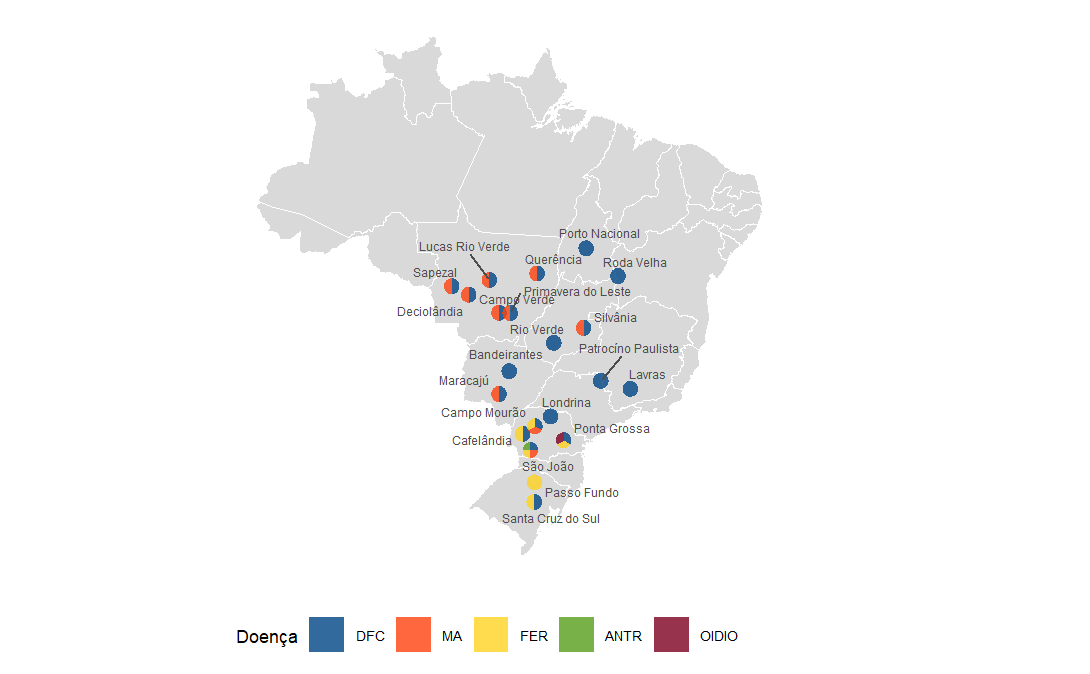 Porto Nacional
Lucas Rio Verde
Querência
Roda Velha
Sapezal
Primavera do Leste
Campo Verde
Deciolândia
Silvânia
Rio Verde
Patrocíno Paulista
Bandeirantes
Lavras
Maracajú
Londrina
Campo Mourão
Ponta Grossa
Cafelândia
São João
Passo Fundo
Santa Cruz do Sul
Doença DFC MA FER ANTR OIDIO